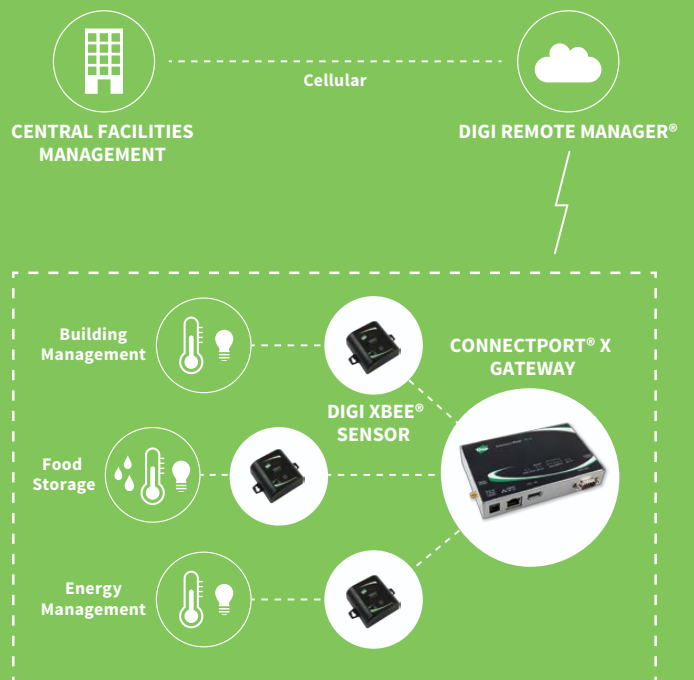 Cellular
CENTRAL FACILITIES
MANAGEMENT
DIGI REMOTE MANAGER®
Building
Management
CONNECTPORT® X
GATEWAY
DIGI XBEE®
SENSOR
Food
Storage
Energy
Management